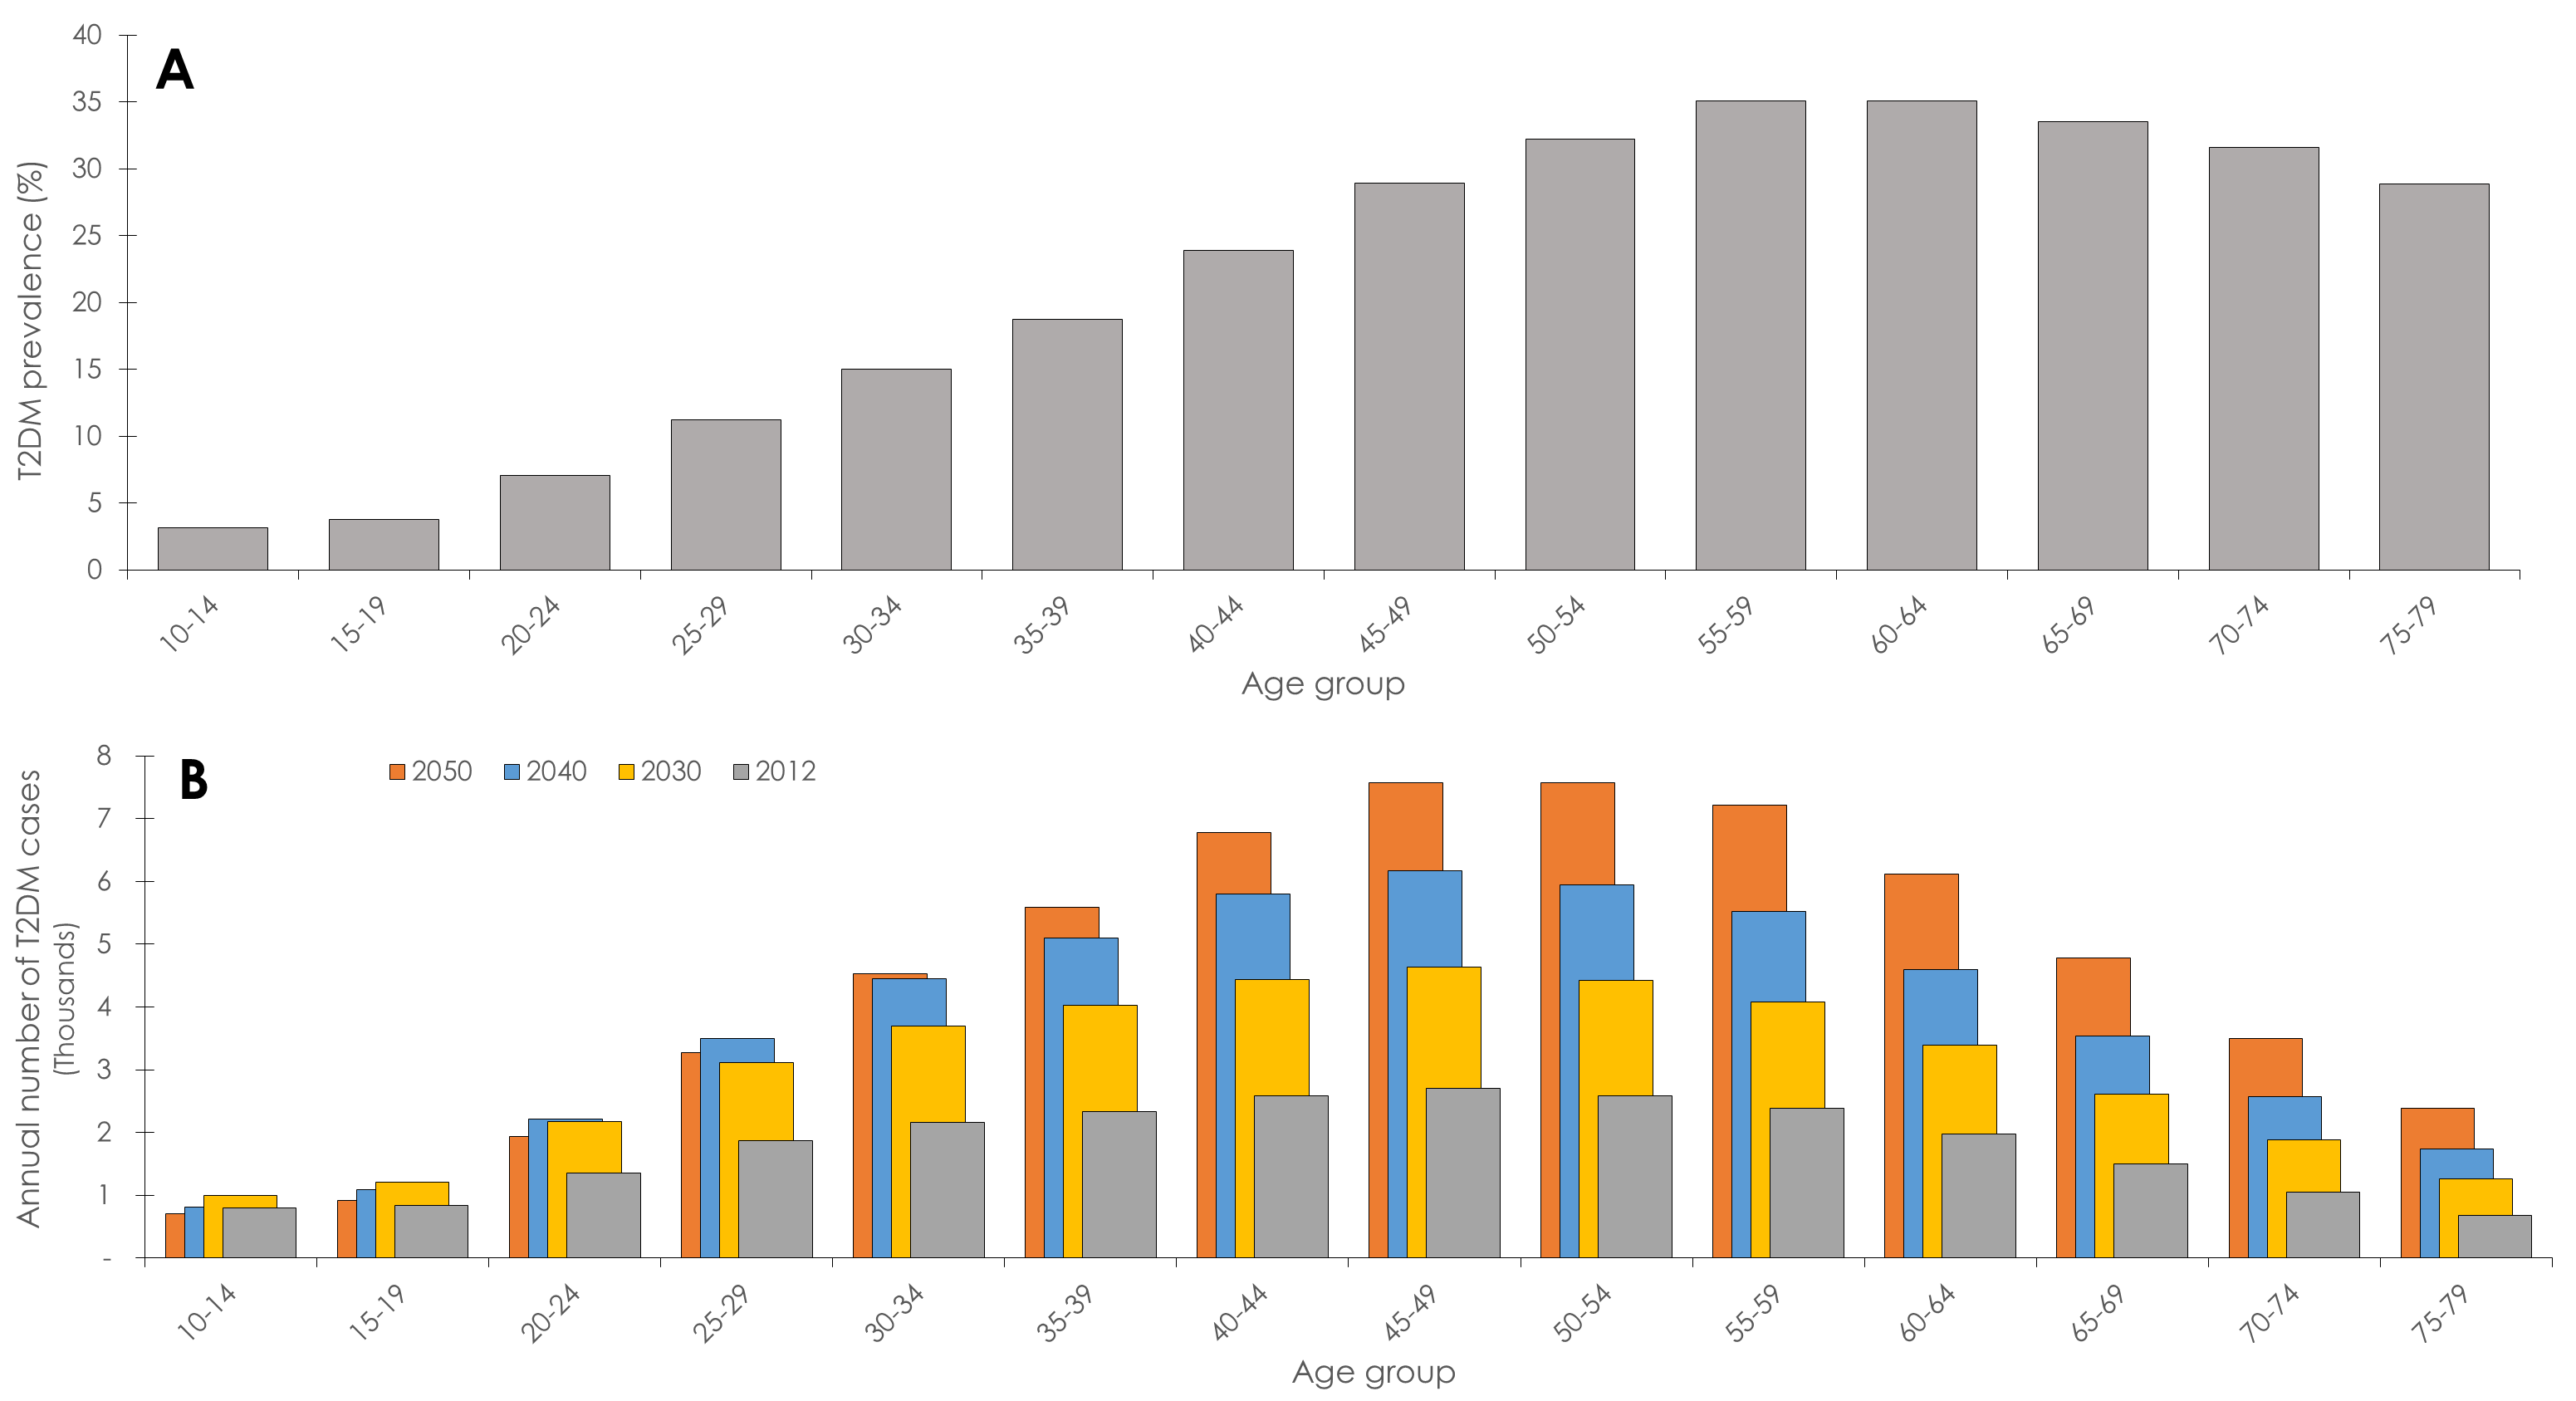 A
T2DM prevalence (%)
40
35
30
25
20
15
10
5
0
10-14 15-19 20-24 25-29 30-34 35-39 40-44 45-49 50-54 55-59 60-64 65-69 70-74 75-79
Age group
B
2050 2040 2030 2012
Annual number of T2DM cases
(Thousands)
8
7
6
5
4
3
2
1
-
10-14 15-19 20-24 25-29 30-34 35-39 40-44 45-49 50-54 55-59 60-64 65-69 70-74 75-79
Age group